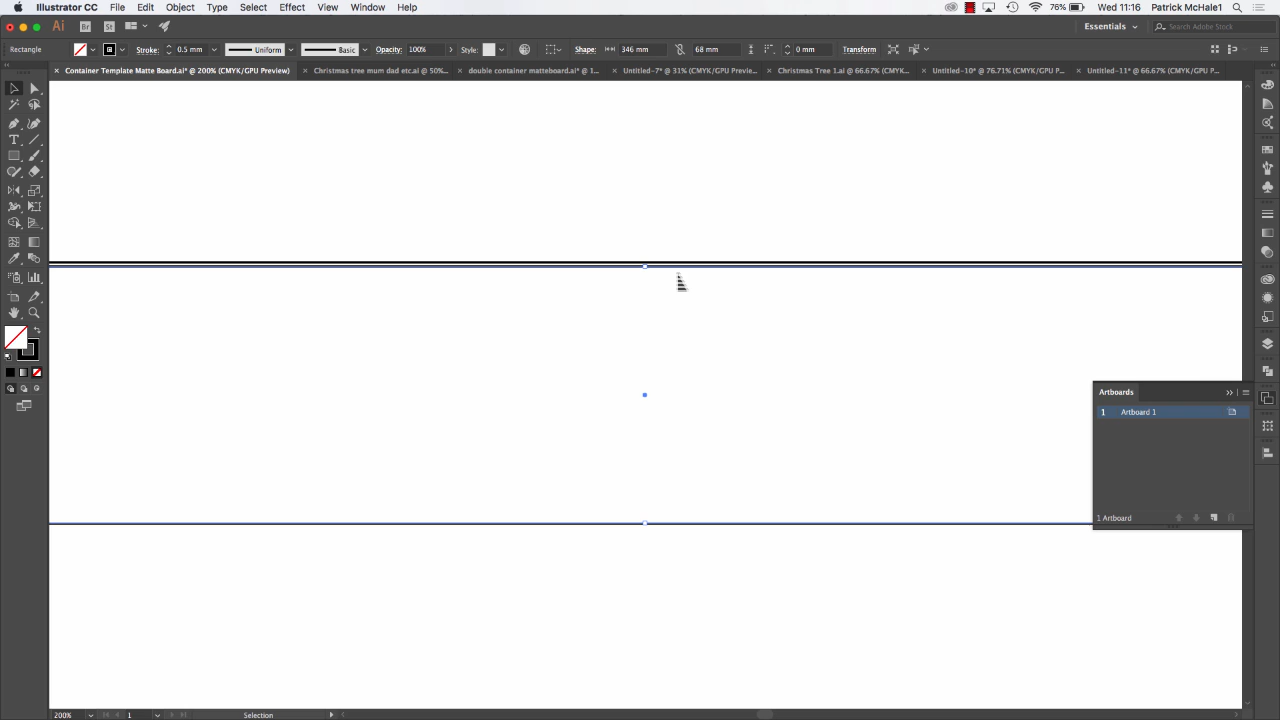 Illustrator CC File Edit Object Type Select Effect View Window Help 76% Wed 11:16 Patrick McHale1
Ai Br St Essentials Search Adobe Stock
Rectangle Stroke: 0.5 mm Uniform Basic Opacity: 100% Style: Shape: 346 mm 68 mm 0 mm Transform
× Container Template Matte Board.ai* @ 200% (CMYK/GPU Preview) × Christmas tree mum dad etc.ai @ 50%... × double container matteboard.ai* @ 1... × Untitled-7* @ 31% (CMYK/GPU Previe... × Christmas Tree 1.ai @ 66.67% (CMYK... × Untitled-10* @ 76.71% (CMYK/GPU P... × Untitled-11* @ 66.67% (CMYK/GPU P...
T
Artboards
1 Artboard 1
1 Artboard
200% 1 Selection